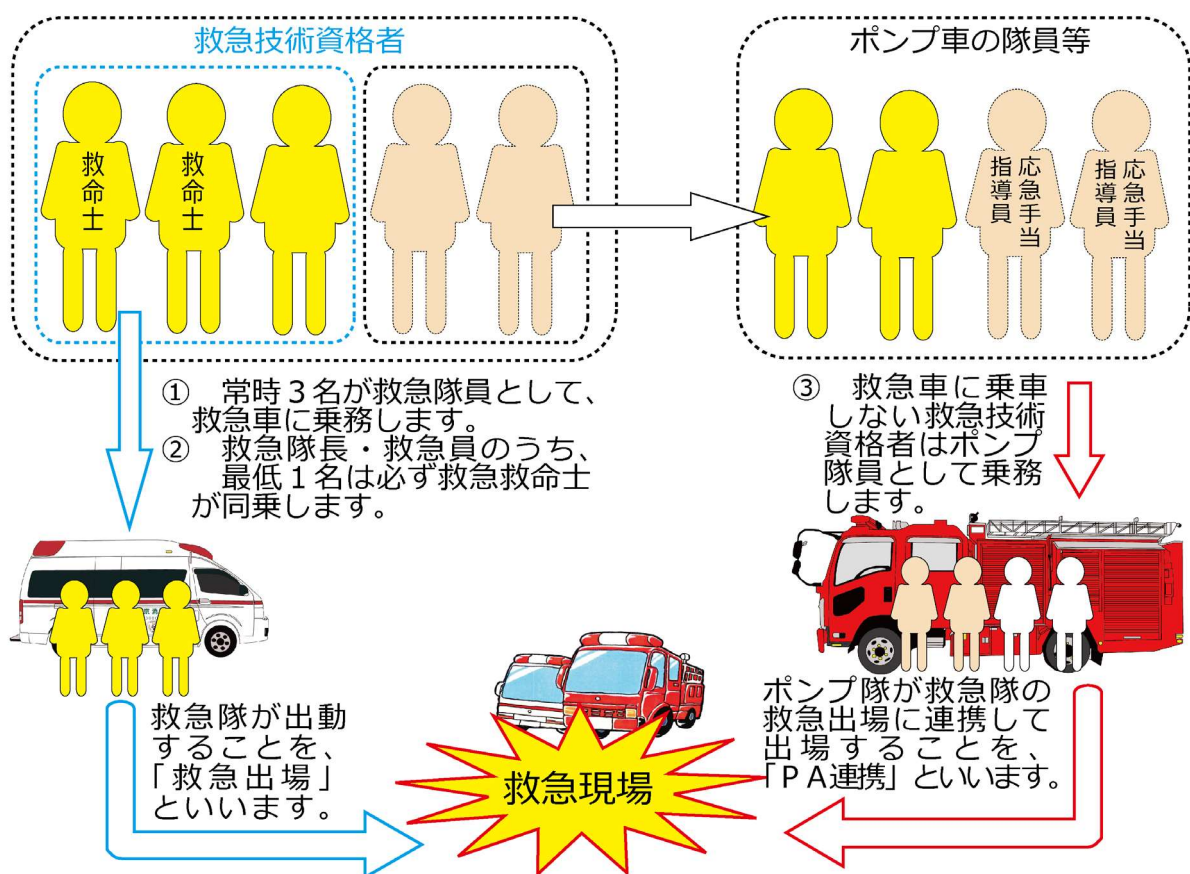 救急技術資格者
ポンプ車の隊員等
救命士
救命士
応急手当
指導員
応急手当
指導員
① 常時3名が救急隊員として、
救急車に乗務します。
② 救急隊長・救急員のうち、
最低1名は必ず救急救命士
が同乗します。
③ 救急車に乗車
しない救急技術
資格者はポンプ
隊員として乗務
します。
救急隊が出動
することを、
「救急出場」
といいます。
救急現場
ポンプ隊が救急隊の
救急出場に連携して
出場することを、
「PA連携」といいます。